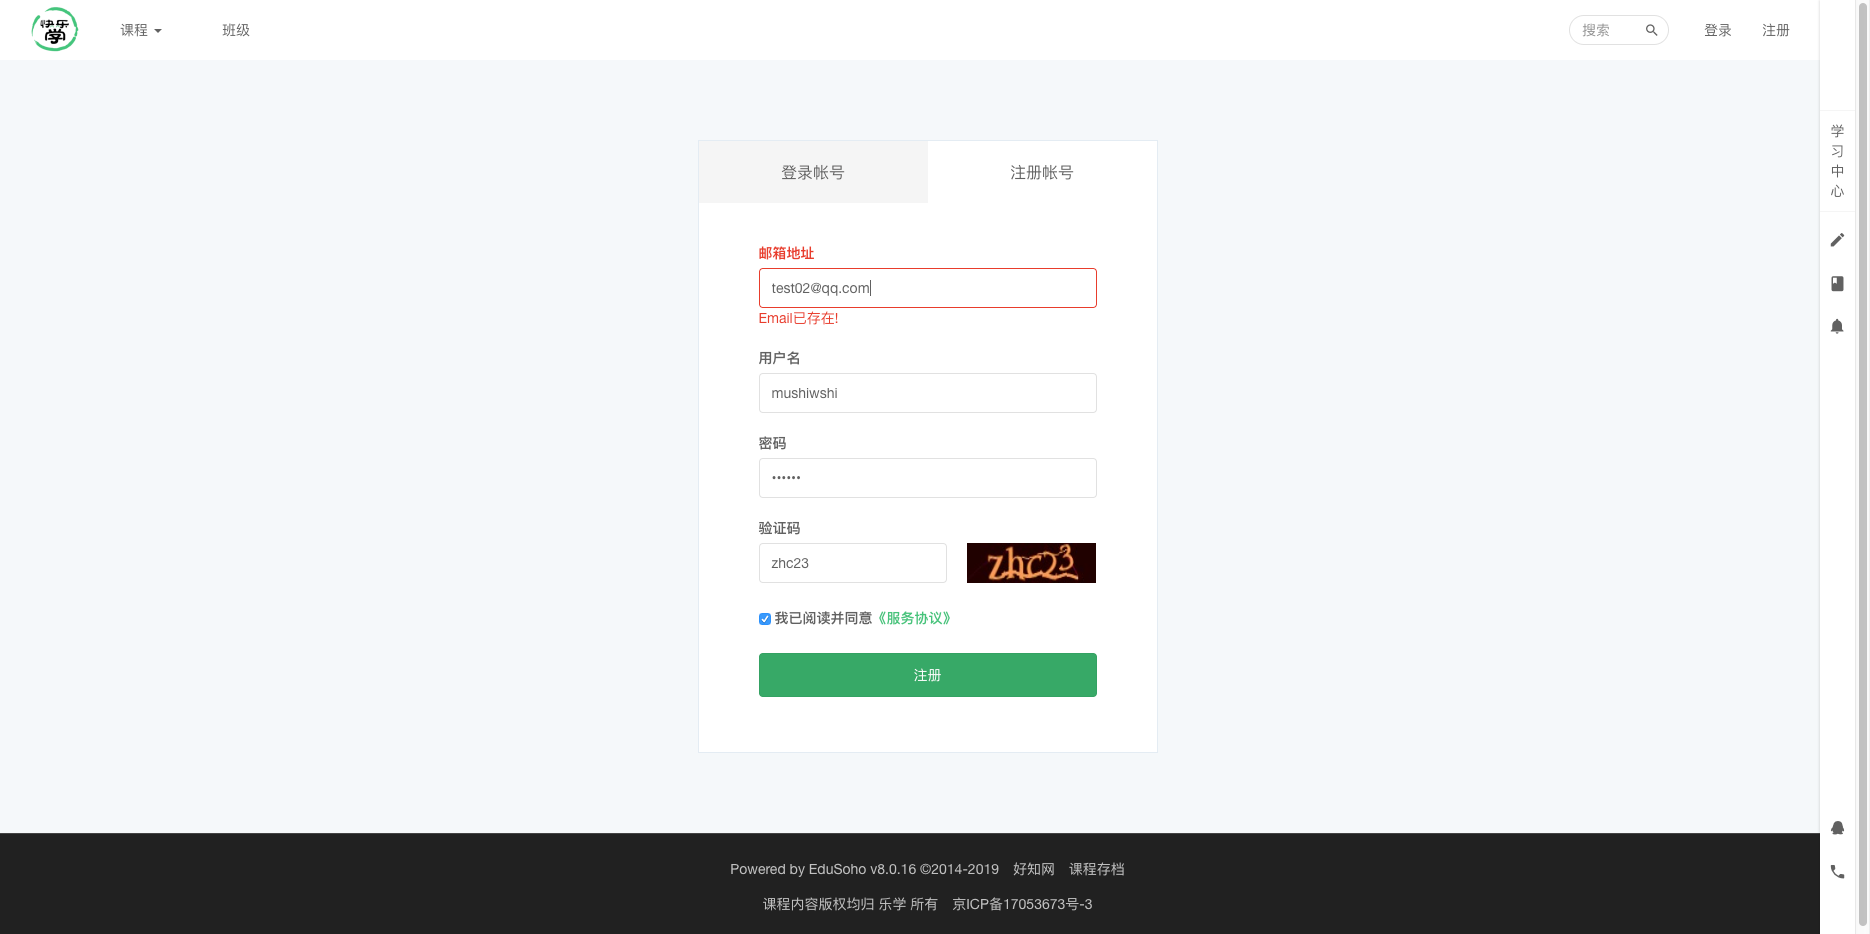 快乐
学
课程
班级
搜索
登录
注册
登录帐号
注册帐号
邮箱地址
test02@qq.com
Email已存在!
用户名
mushiwshi
密码
••••••
验证码
zhc23
zhc23
我已阅读并同意《服务协议》
注册
学
习
中
心
Powered by EduSoho v8.0.16 ©2014-2019 好知网 课程存档
课程内容版权均归 乐学 所有 京ICP备17053673号-3